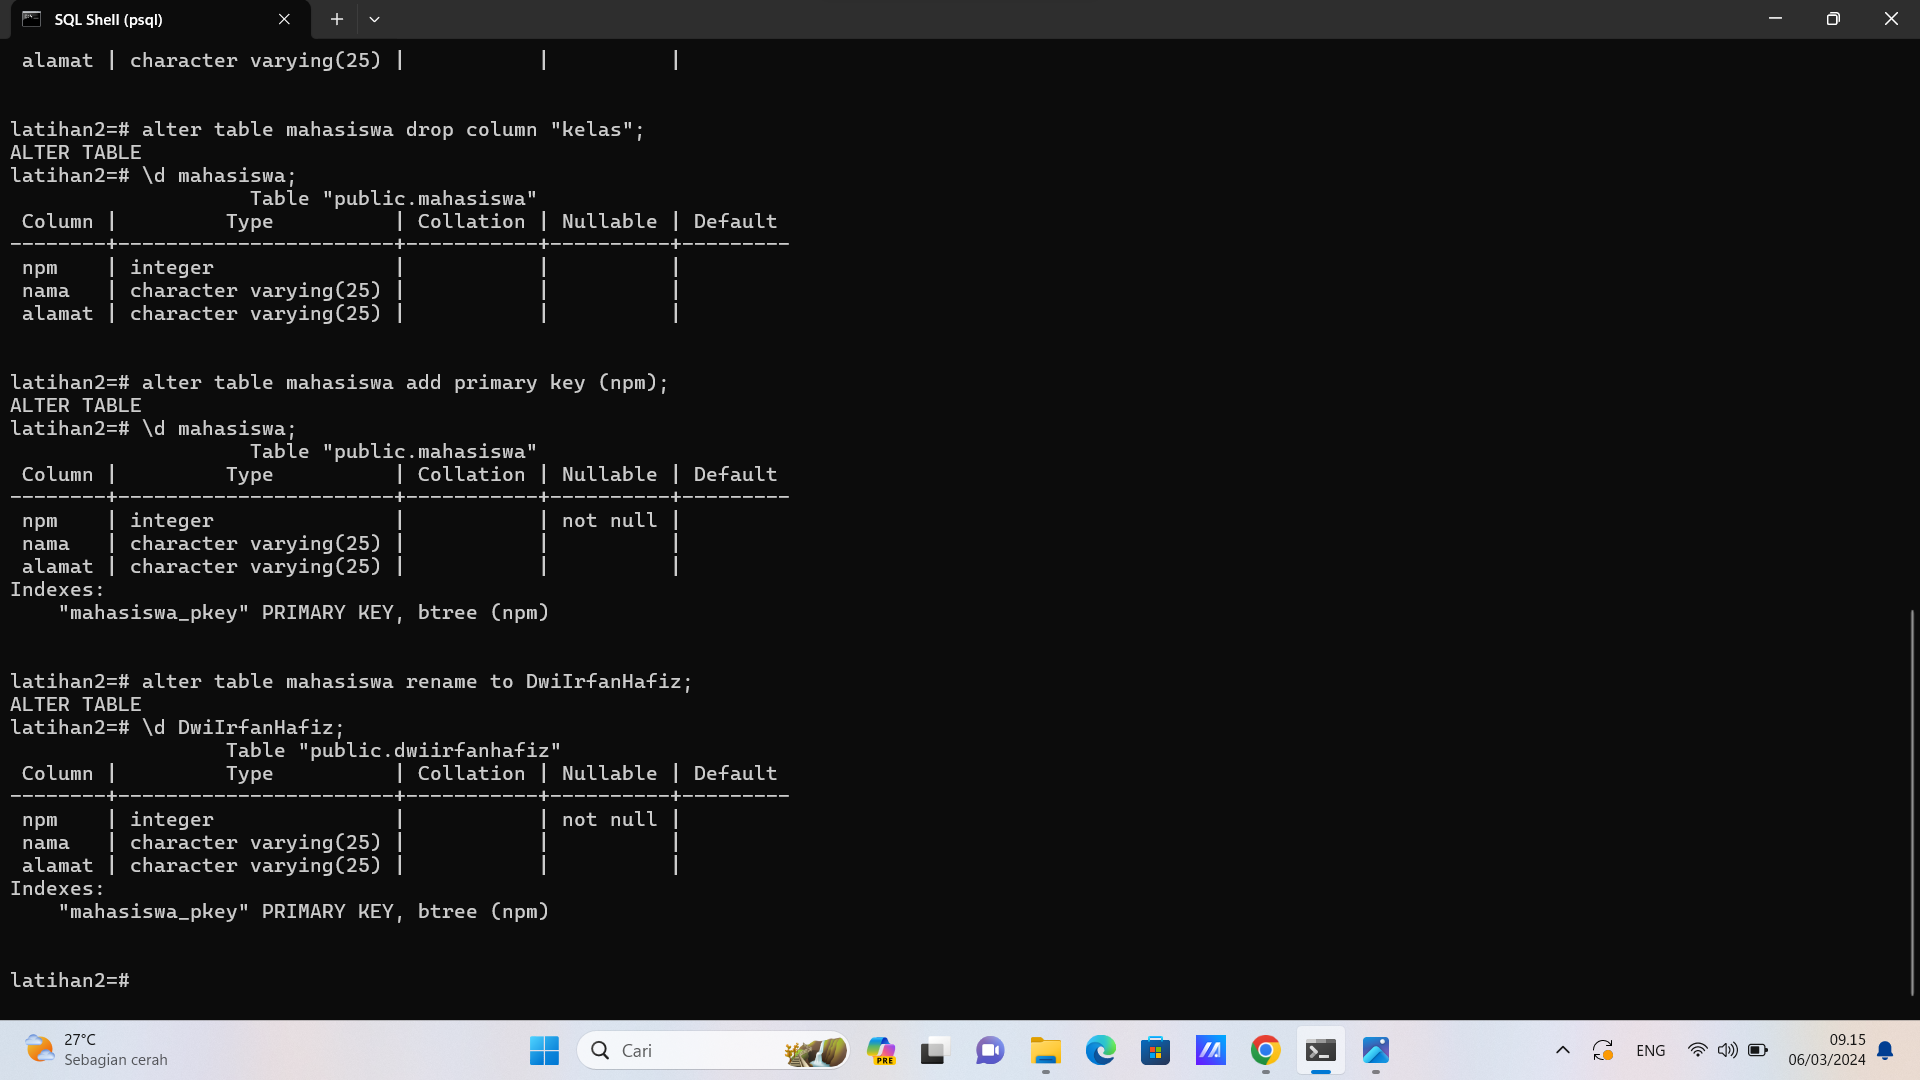 SQL Shell (psql)
 alamat | character varying(25) |           |          |
latihan2=# alter table mahasiswa drop column "kelas";
ALTER TABLE
latihan2=# \d mahasiswa;
                    Table "public.mahasiswa"
 Column |         Type          | Collation | Nullable | Default
--------+-----------------------+-----------+----------+---------
 npm    | integer               |           |          |
 nama   | character varying(25) |           |          |
 alamat | character varying(25) |           |          |
latihan2=# alter table mahasiswa add primary key (npm);
ALTER TABLE
latihan2=# \d mahasiswa;
                    Table "public.mahasiswa"
 Column |         Type          | Collation | Nullable | Default
--------+-----------------------+-----------+----------+---------
 npm    | integer               |           | not null |
 nama   | character varying(25) |           |          |
 alamat | character varying(25) |           |          |
Indexes:
    "mahasiswa_pkey" PRIMARY KEY, btree (npm)
latihan2=# alter table mahasiswa rename to DwiIrfanHafiz;
ALTER TABLE
latihan2=# \d DwiIrfanHafiz;
                  Table "public.dwiirfanhafiz"
 Column |         Type          | Collation | Nullable | Default
--------+-----------------------+-----------+----------+---------
 npm    | integer               |           | not null |
 nama   | character varying(25) |           |          |
 alamat | character varying(25) |           |          |
Indexes:
    "mahasiswa_pkey" PRIMARY KEY, btree (npm)
latihan2=#
27°C
Sebagian cerah
Cari
PRE
ENG
09.15
06/03/2024